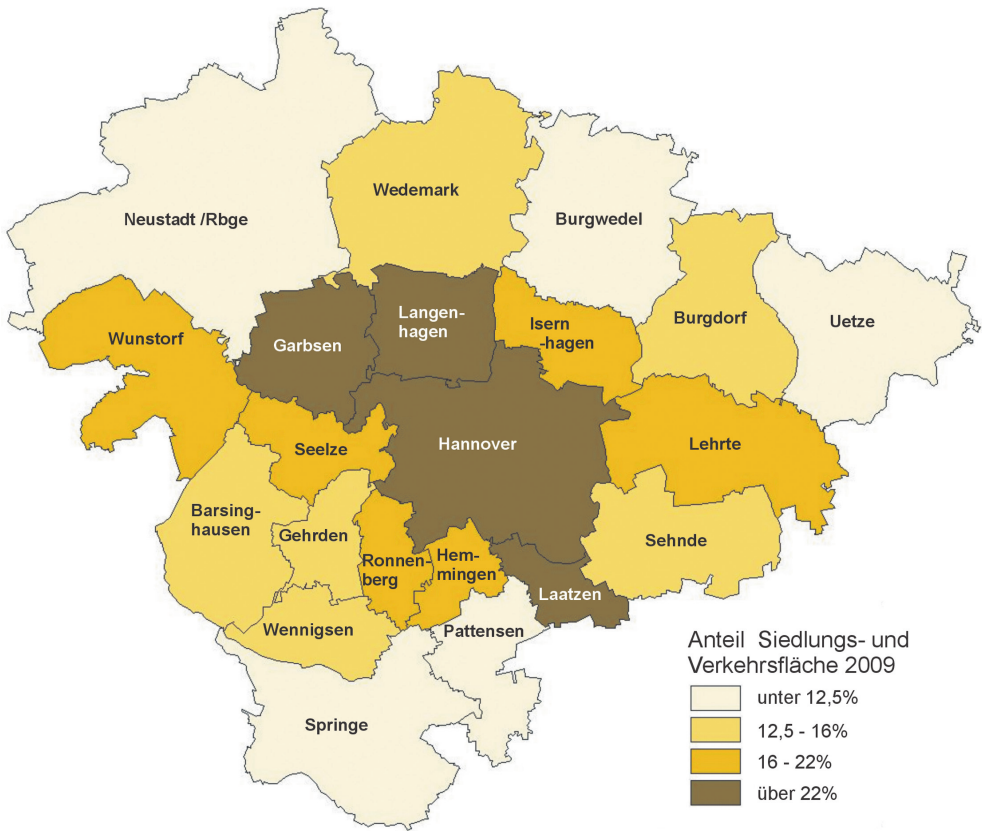 Wedemark
Neustadt /Rbge
Burgwedel
Langen-
hagen
Isern
-hagen
Burgdorf
Uetze
Wunstorf
Garbsen
Hannover
Lehrte
Seelze
Barsing-
hausen
Gehrden
Ronnen-
berg
Hem-
mingen
Sehnde
Laatzen
Wennigsen
Pattensen
Springe
Anteil Siedlungs- und
Verkehrsfläche 2009
unter 12,5%
12,5 - 16%
16 - 22%
über 22%